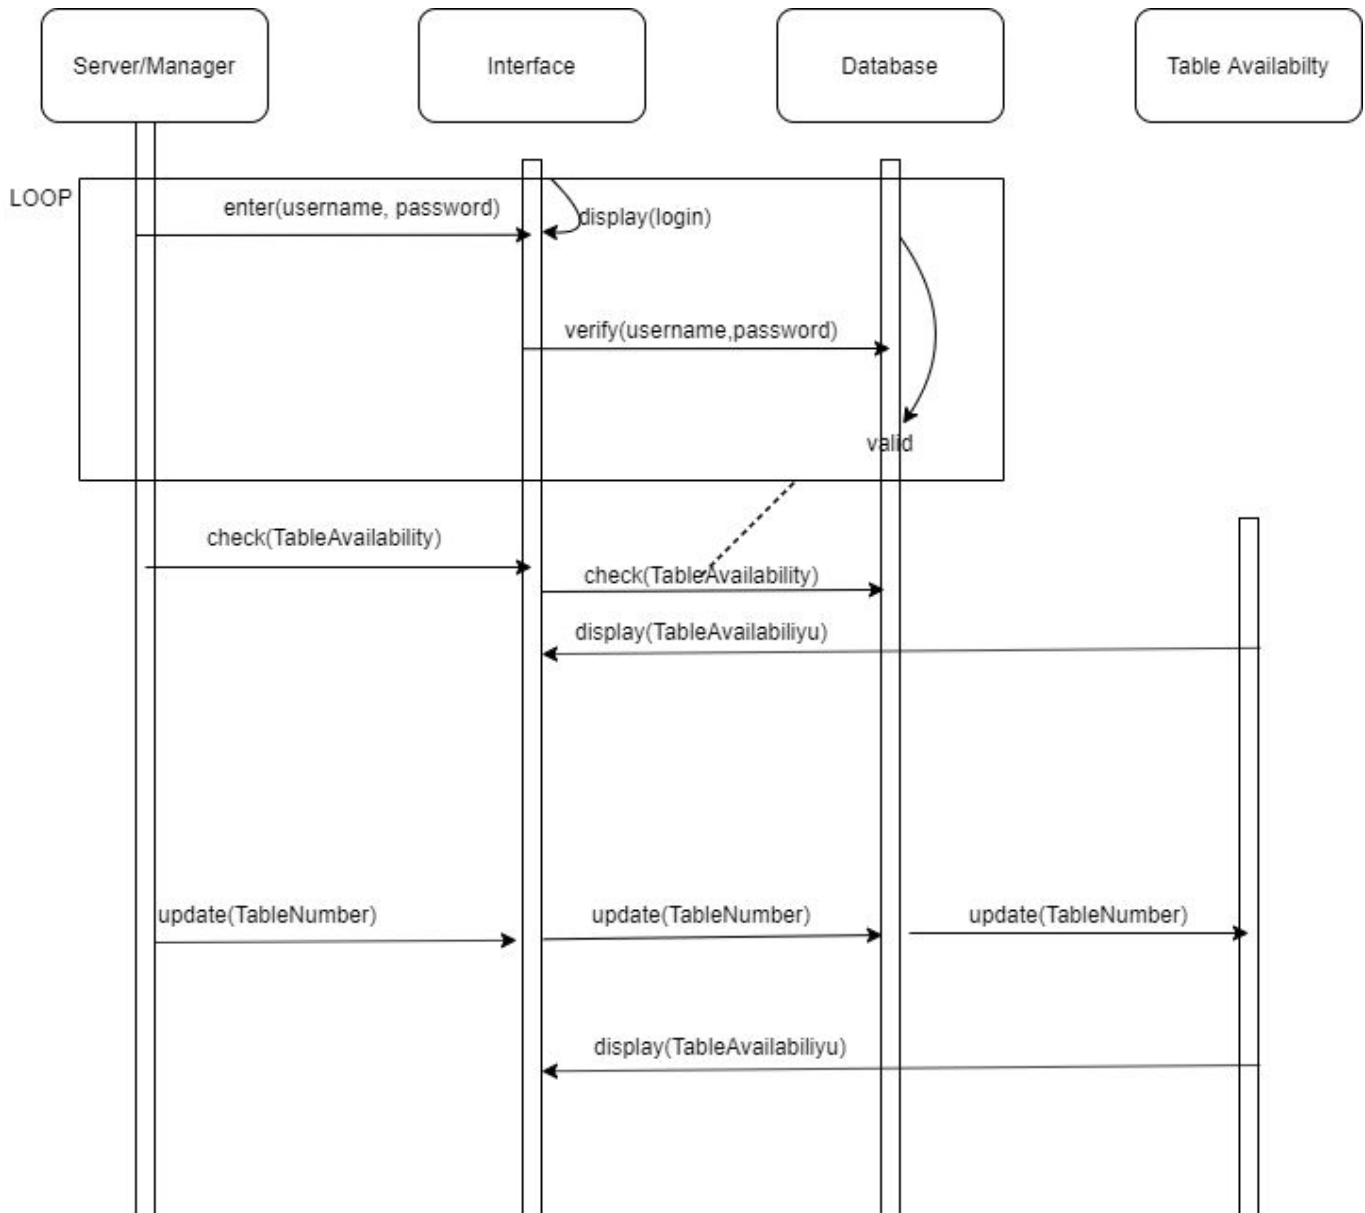 Server/Manager
Interface
Database
Table Availabilty
LOOP
enter(username, password)
display(login)
verify(username,password)
valid
check(TableAvailability)
check(TableAvailability)
display(TableAvailabiliyu)
update(TableNumber)
update(TableNumber)
update(TableNumber)
display(TableAvailabiliyu)